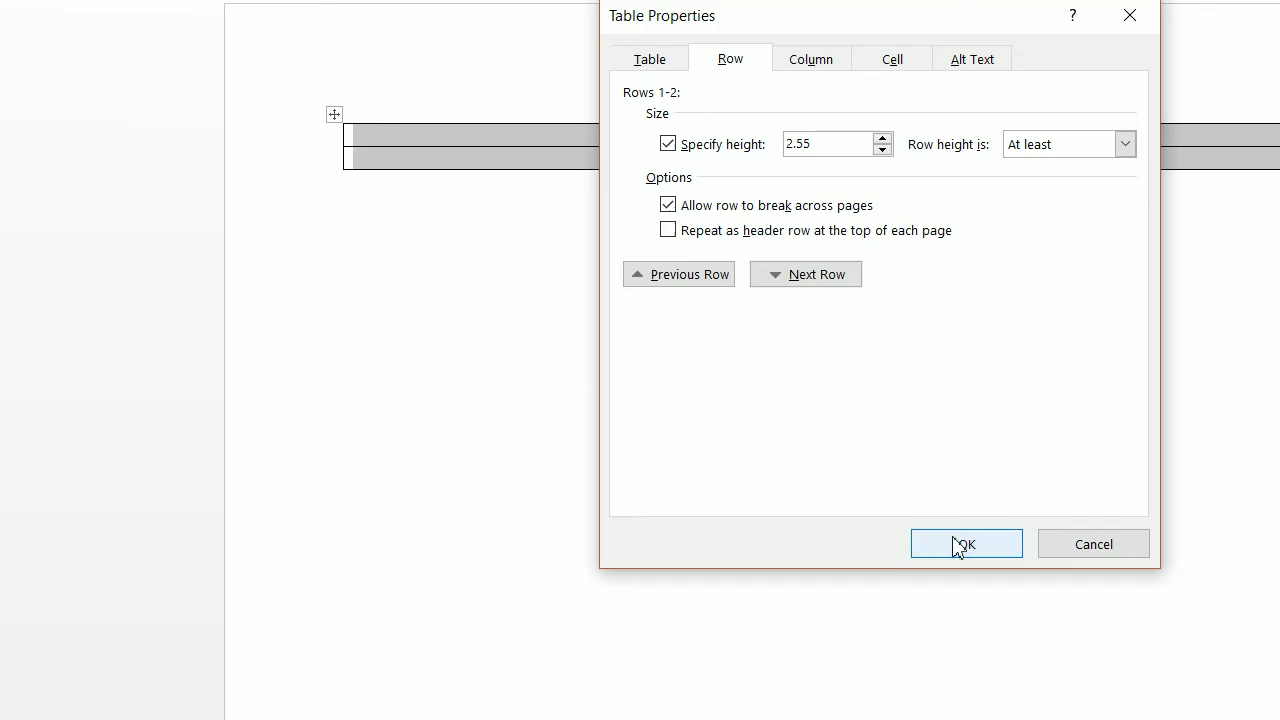 Table Properties ?
Table Row Column Cell Alt Text
Rows 1-2:
Size
Specify height: 2.55 Row height is: At least
Options
Allow row to break across pages
Repeat as header row at the top of each page
Previous Row Next Row
OK Cancel